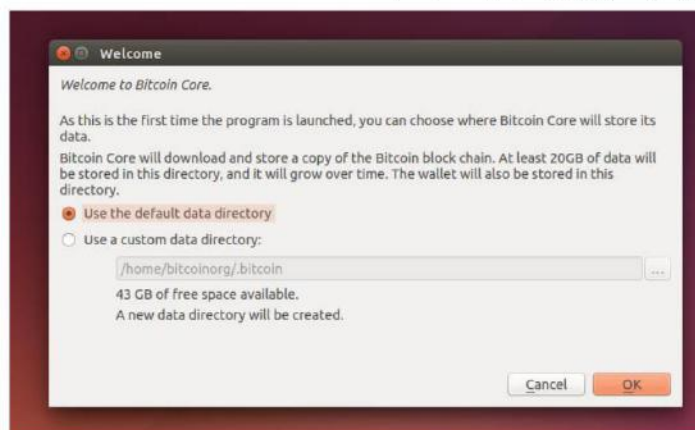 Welcome
Welcome to Bitcoin Core.
As this is the first time the program is launched, you can choose where Bitcoin Core will store its
data.
Bitcoin Core will download and store a copy of the Bitcoin block chain. At least 20GB of data will
be stored in this directory, and it will grow over time. The wallet will also be stored in this
directory.
Use the default data directory
Use a custom data directory:
/home/bitcoinorg/.bitcoin
...
43 GB of free space available.
A new data directory will be created.
Cancel OK